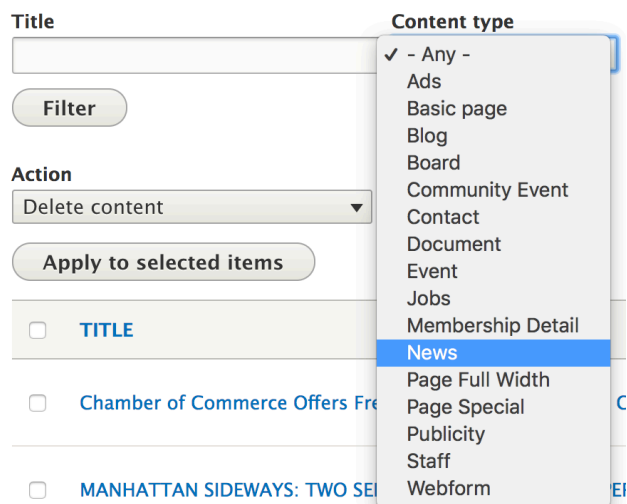 Title Content type
✓ - Any -
Ads
Filter
Basic page
Blog
Board
Action
Community Event
Delete content
Contact
Document
Apply to selected items
Event
Jobs
Membership Detail
TITLE
News
Page Full Width
Chamber of Commerce Offers Fre
Page Special
Publicity
Staff
MANHATTAN SIDEWAYS: TWO SE
Webform